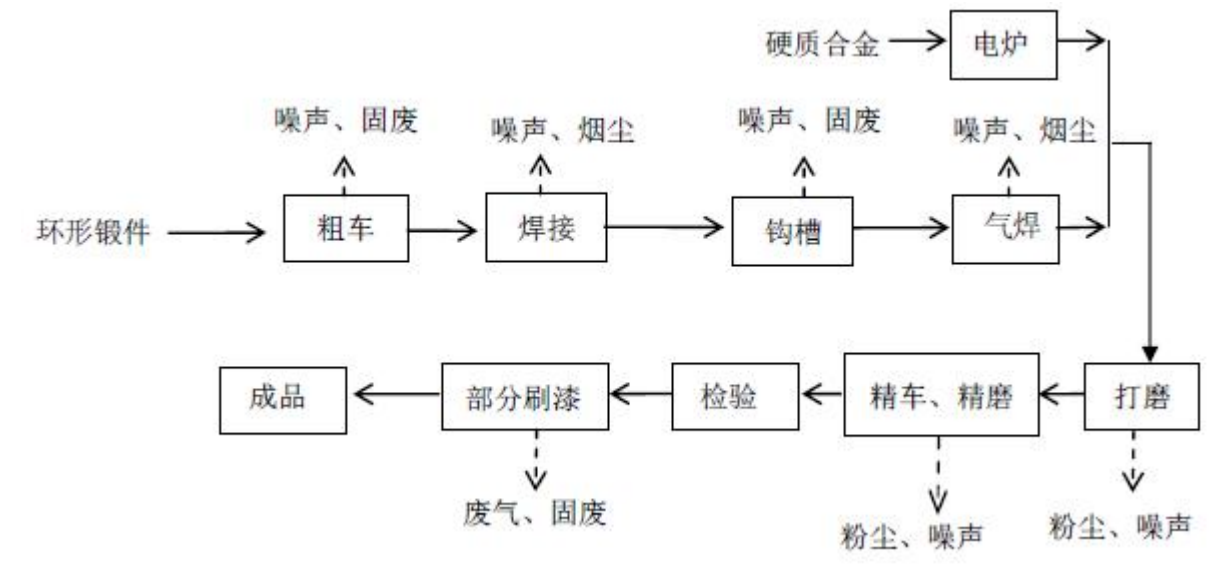 硬质合金
电炉
噪声、固废
噪声、烟尘
噪声、固废
噪声、烟尘
环形锻件
粗车
焊接
钩槽
气焊
成品
部分刷漆
检验
精车、精磨
打磨
废气、固废
粉尘、噪声
粉尘、噪声